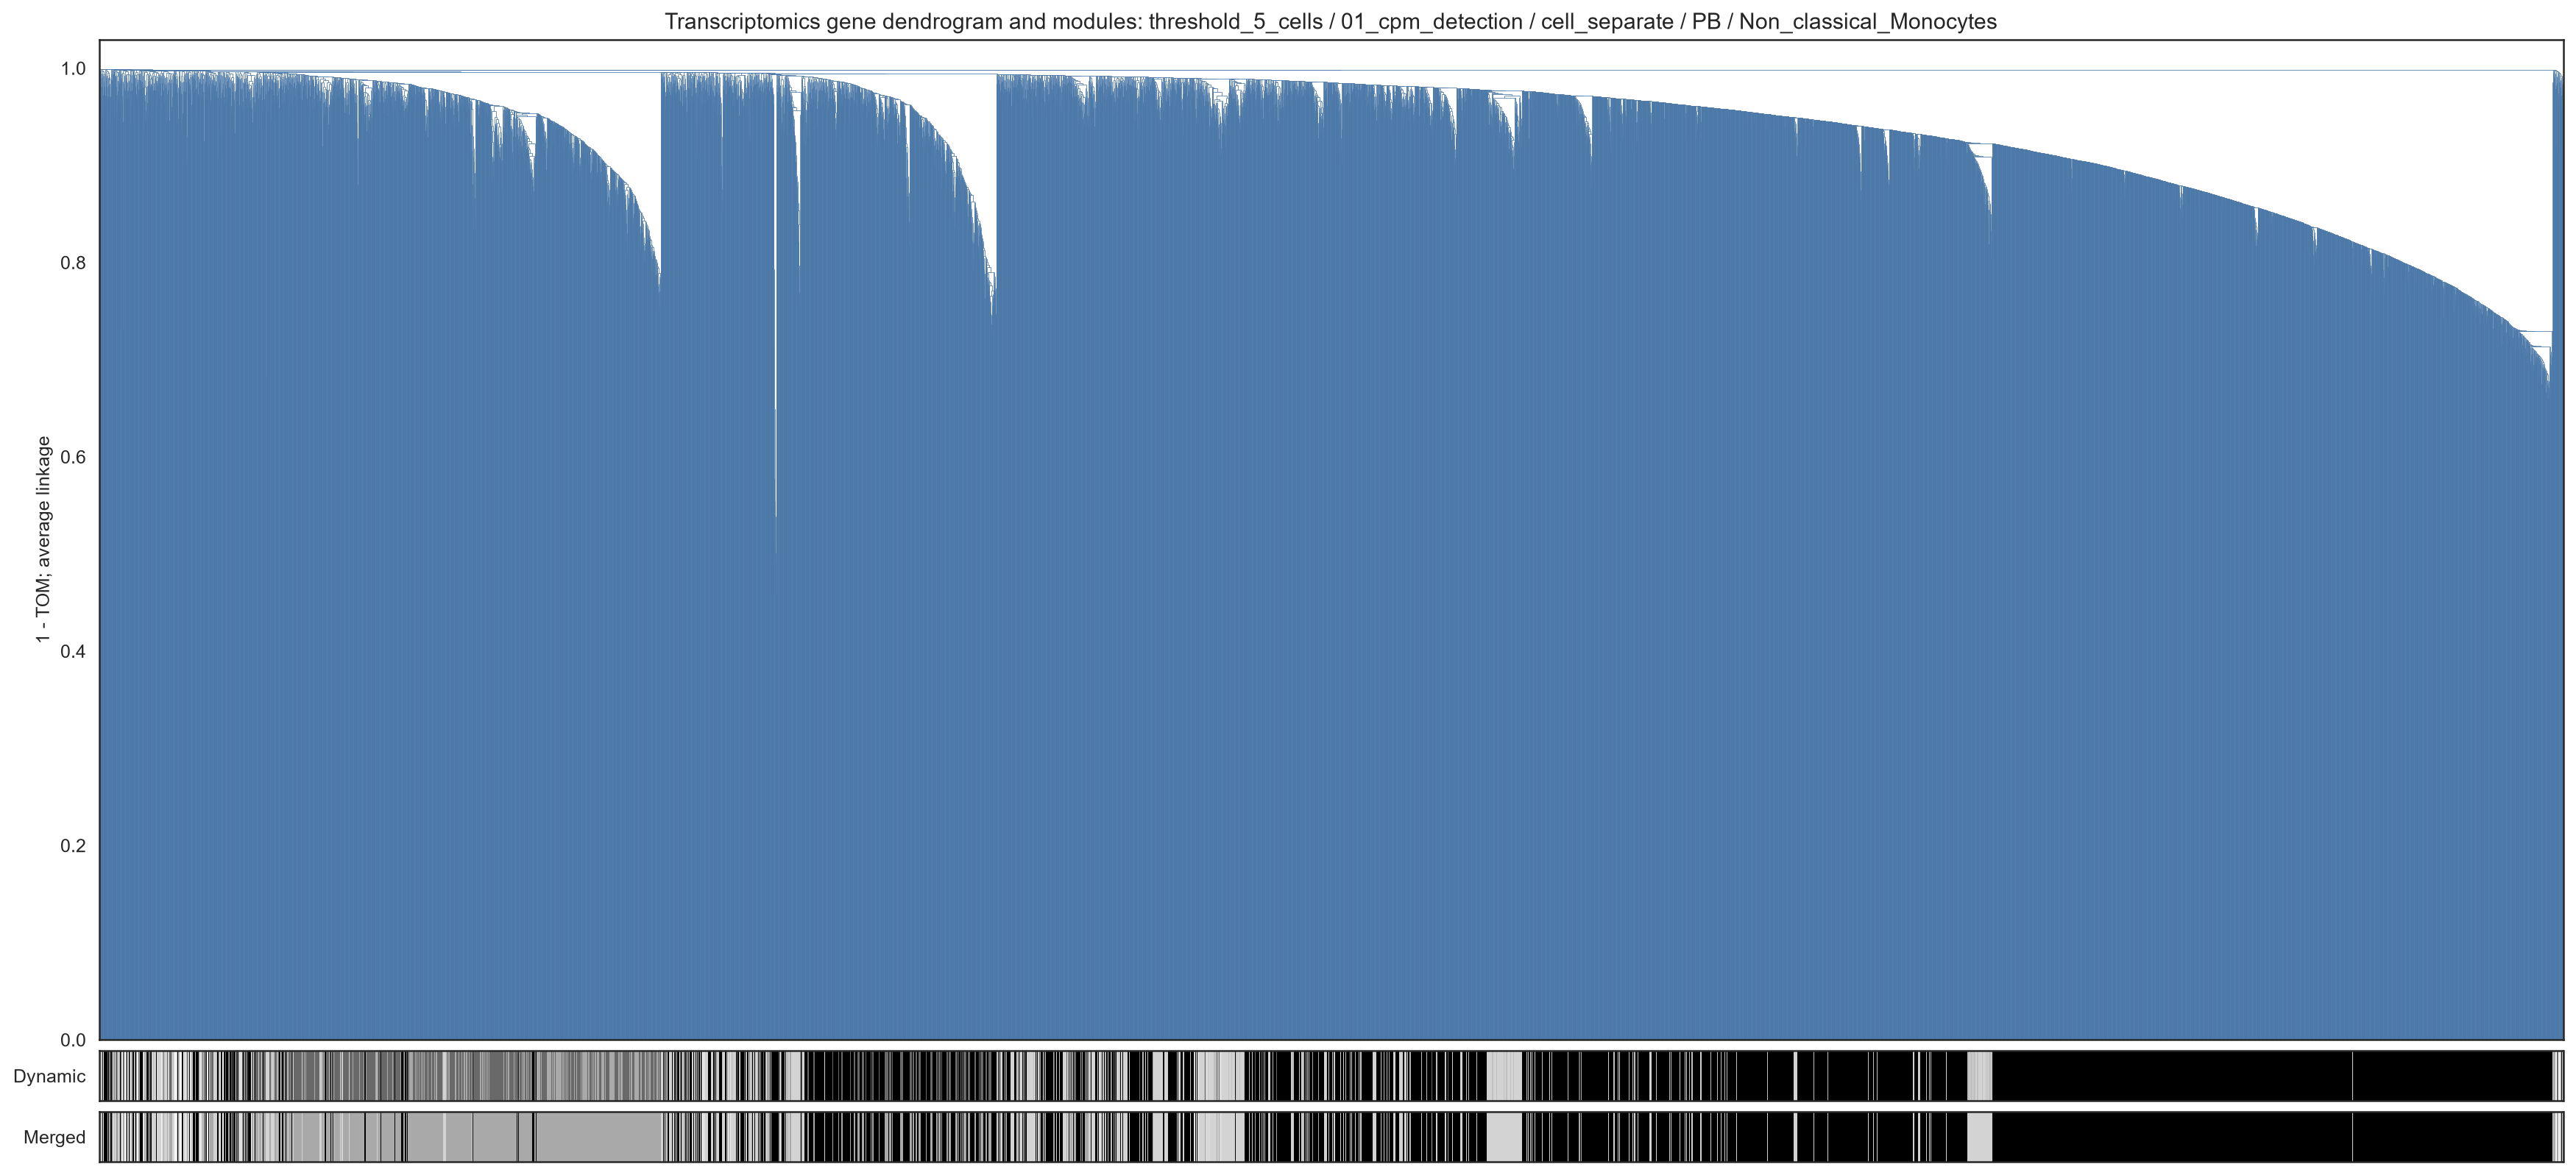 Transcriptomics gene dendrogram and modules: threshold_5_cells / 01_cpm_detection / cell_separate / PB / Non_classical_Monocytes
1.0
0.8
0.6
1 - TOM; average linkage
0.4
0.2
0.0
Dynamic
Merged